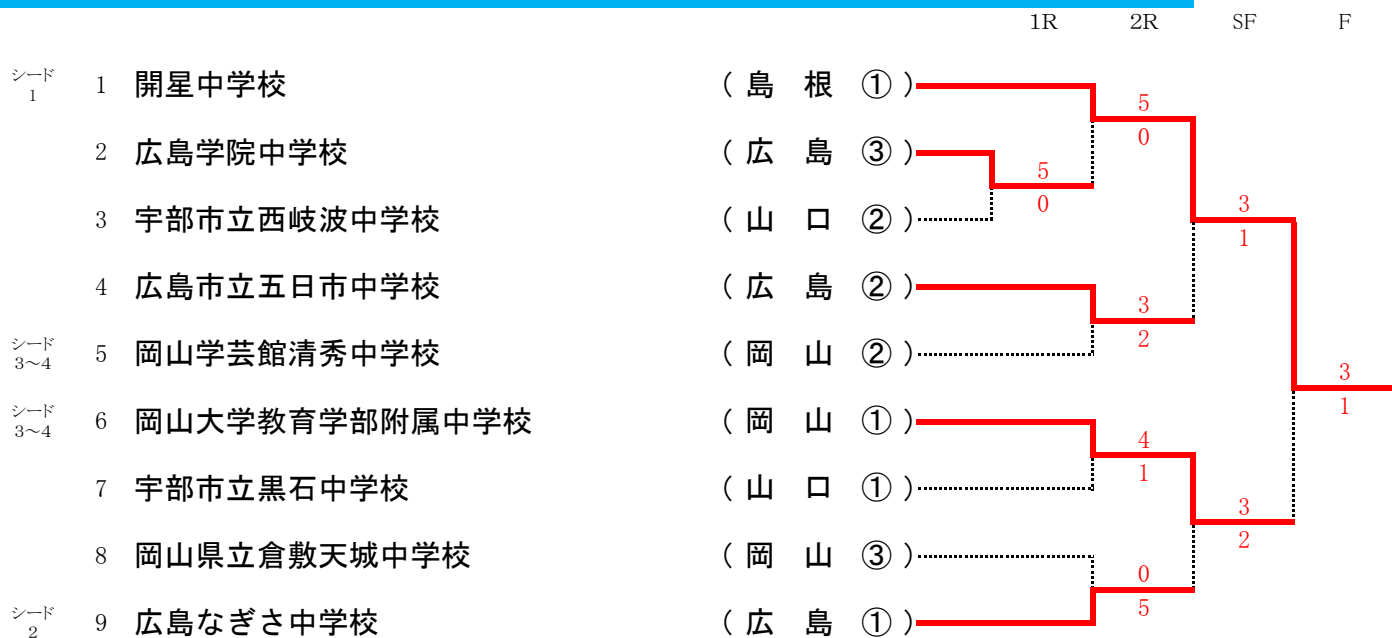 1R 2R SF F
シード 1 1 開星中学校 ( 島 根 ① )
5
0
2 広島学院中学校 ( 広 島 ③ )
5
0
3 宇部市立西岐波中学校 ( 山 口 ② )
3
1
4 広島市立五日市中学校 ( 広 島 ② )
3
2
シード 3~4 5 岡山学芸館清秀中学校 ( 岡 山 ② )
3
1
シード 3~4 6 岡山大学教育学部附属中学校 ( 岡 山 ① )
4
1
7 宇部市立黒石中学校 ( 山 口 ① )
3
2
8 岡山県立倉敷天城中学校 ( 岡 山 ③ )
0
5
シード 2 9 広島なぎさ中学校 ( 広 島 ① )